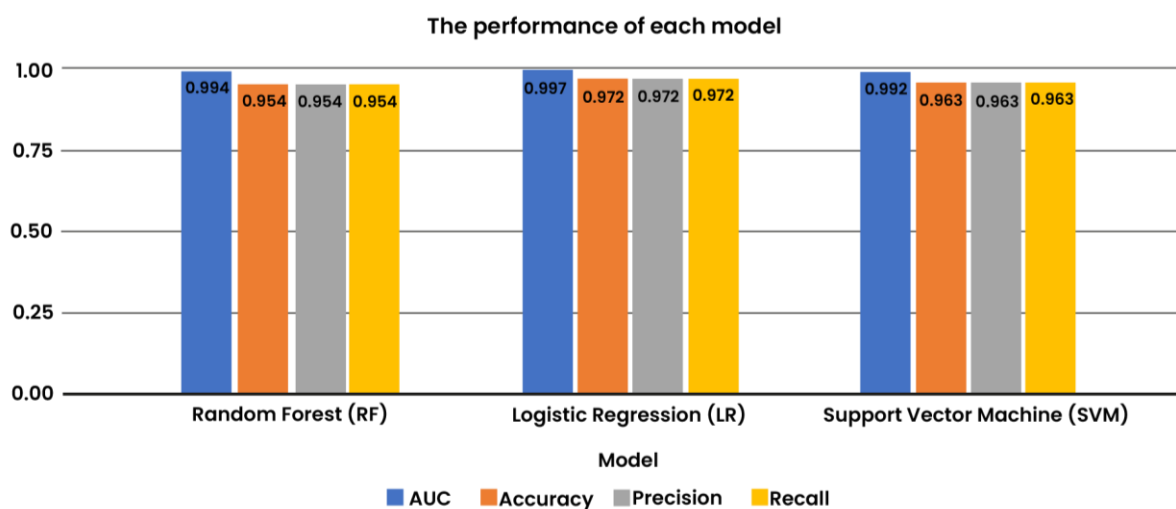 The performance of each model
1.00
0.994 0.954 0.954 0.954 0.997 0.972 0.972 0.972 0.992 0.963 0.963 0.963
0.75
0.50
0.25
0.00
Random Forest (RF) Logistic Regression (LR) Support Vector Machine (SVM)
Model
AUC Accuracy Precision Recall